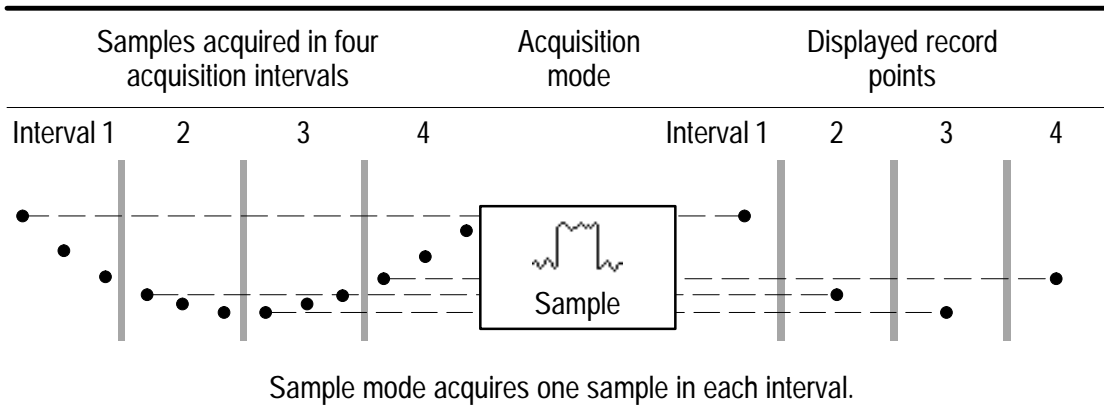 Samples acquired in four
acquisition intervals
Acquisition
mode
Displayed record
points
Interval 1 2 3 4 Interval 1 2 3 4
Sample
Sample mode acquires one sample in each interval.